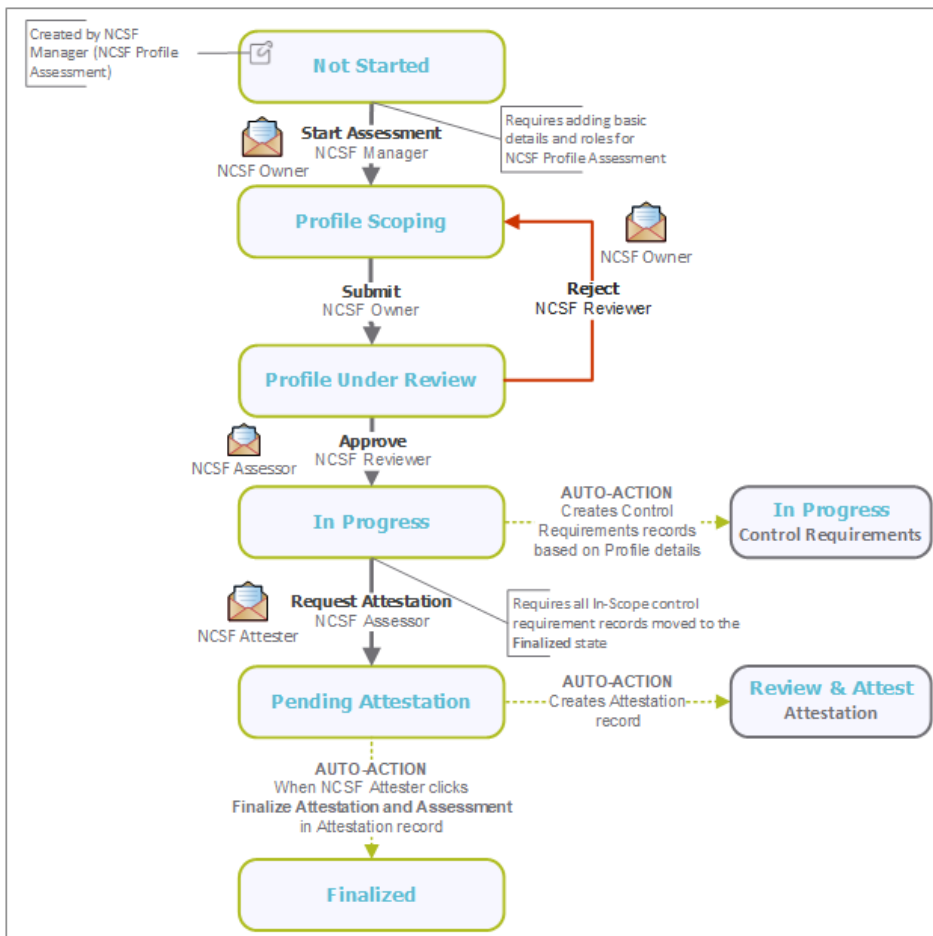 Created by NCSF
Manager (NCSF Profile
Assessment)
Not Started
Start Assessment
NCSF Manager
NCSF Owner
Requires adding basic
details and roles for
NCSF Profile Assessment
Profile Scoping
NCSF Owner
Submit
NCSF Owner
Reject
NCSF Reviewer
Profile Under Review
Approve
NCSF Reviewer
NCSF Assessor
In Progress
AUTO-ACTION
Creates Control
Requirements records
based on Profile details
In Progress
Control Requirements
Request Attestation
NCSF Assessor
NCSF Attester
Requires all In-Scope control
requirement records moved to the
Finalized state
Pending Attestation
AUTO-ACTION
Creates Attestation
record
Review & Attest
Attestation
AUTO-ACTION
When NCSF Attester clicks
Finalize Attestation and Assessment
in Attestation record
Finalized